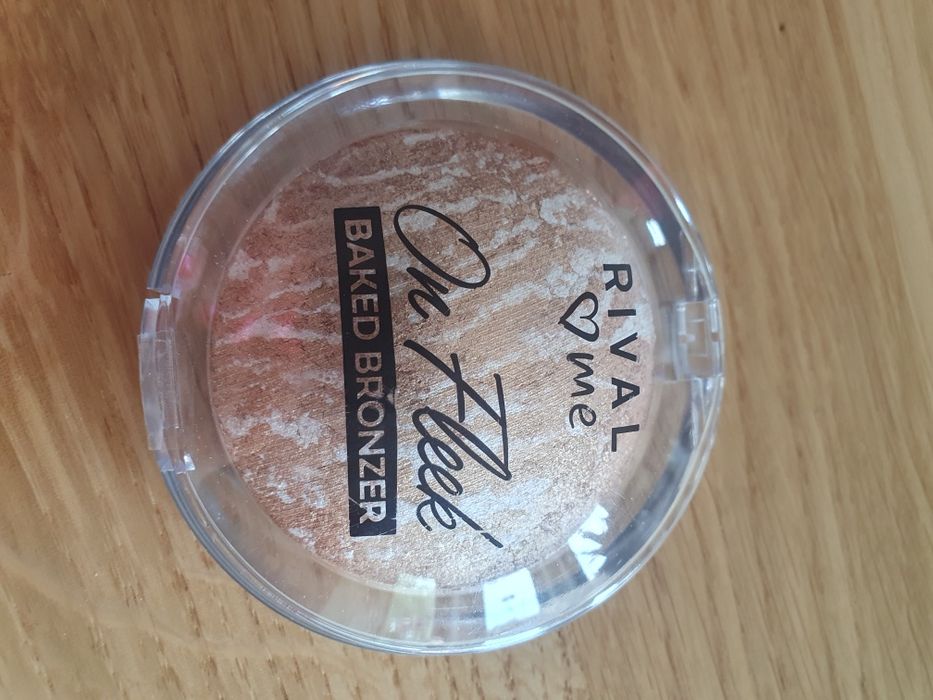 RIVAL
me
On Fleek
BAKED BRONZER